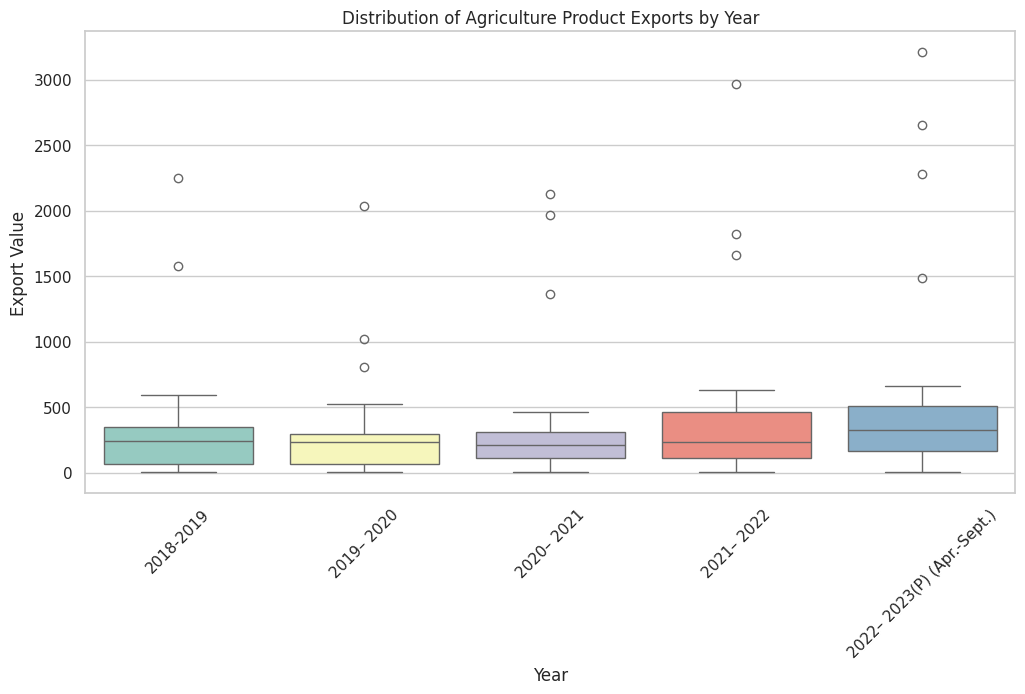 Distribution of Agriculture Product Exports by Year
Export Value
3000
2500
2000
1500
1000
500
0
2018-2019
2019– 2020
2020– 2021
2021– 2022
2022– 2023(P) (Apr.-Sept.)
Year